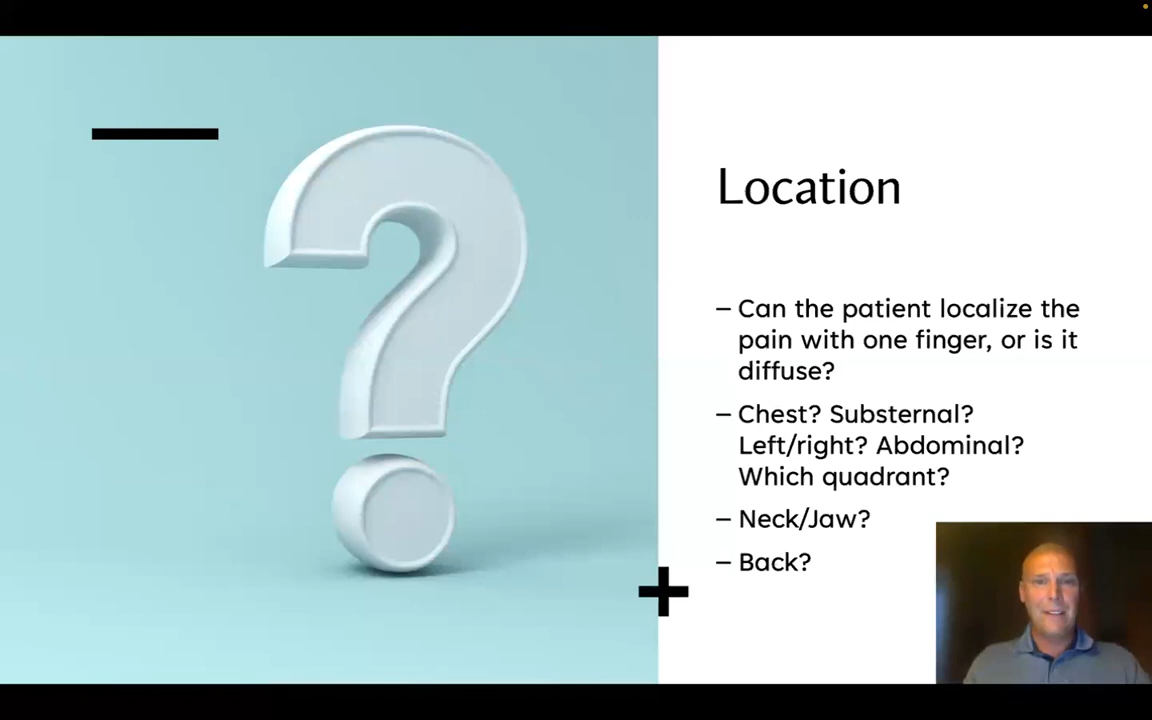 Location
– Can the patient localize the
pain with one finger, or is it
diffuse?
– Chest? Substernal?
Left/right? Abdominal?
Which quadrant?
– Neck/Jaw?
– Back?